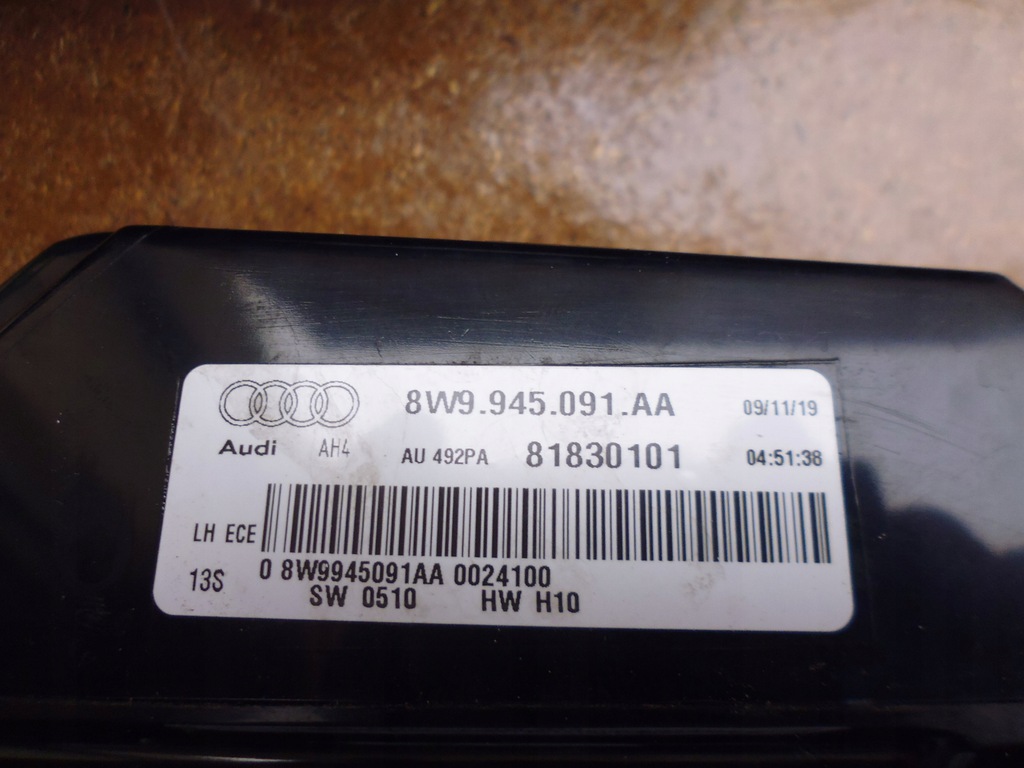 8W9.945.091.AA 09/11/19
Audi AH4 AU 492PA 81830101 04:51:38
LH ECE
13S 0 8W9945091AA 0024100
SW 0510 HW H10